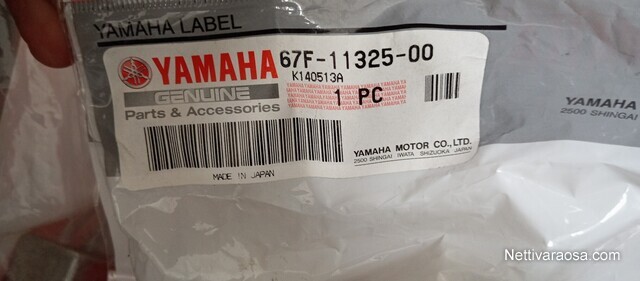 YAMAHA LABEL
YAMAHA 67F-11325-00
K140513A
GENUINE 1 PC
Parts & Accessories
YAMAHA MOTOR CO., LTD.
2500 SHINGAI IWATA SHIZUOKA JAPAN
MADE IN JAPAN
YAMAHA
2500 SHINGAI
Nettivaraosa.com